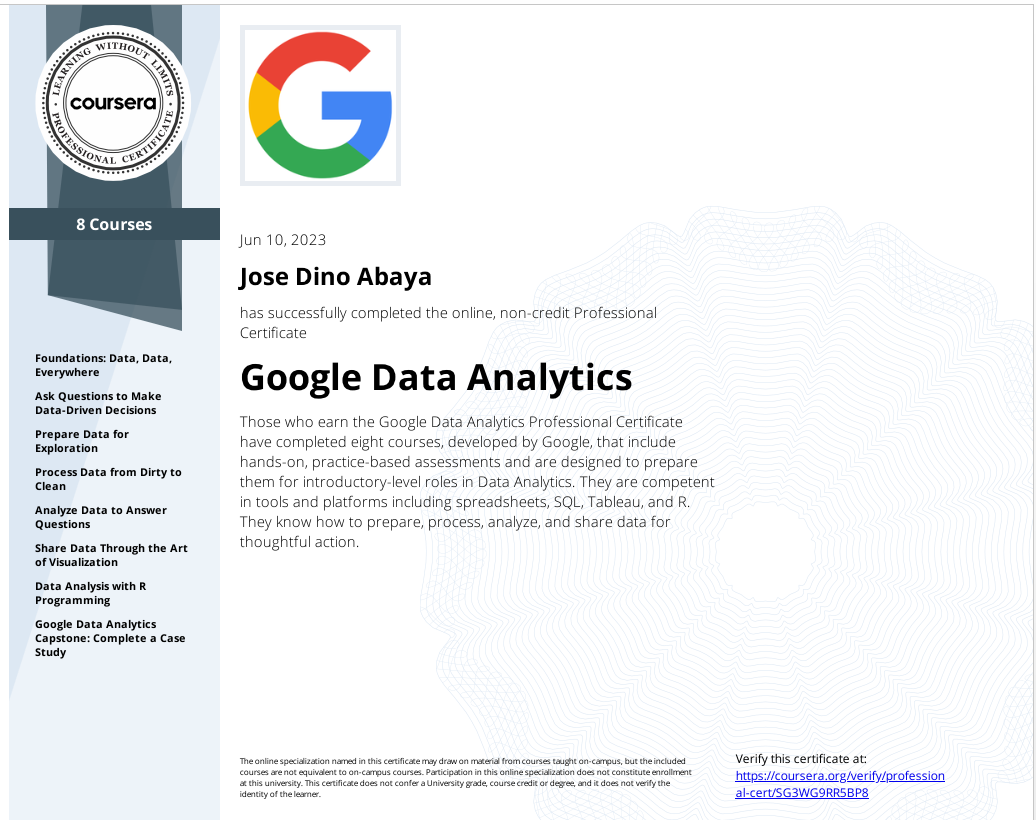 LEARNING WITHOUT LIMITS
coursera
PROFESSIONAL CERTIFICATE
8 Courses
Foundations: Data, Data,
Everywhere
Ask Questions to Make
Data-Driven Decisions
Prepare Data for
Exploration
Process Data from Dirty to
Clean
Analyze Data to Answer
Questions
Share Data Through the Art
of Visualization
Data Analysis with R
Programming
Google Data Analytics
Capstone: Complete a Case
Study
Jun 10, 2023
Jose Dino Abaya
has successfully completed the online, non-credit Professional
Certificate
Google Data Analytics
Those who earn the Google Data Analytics Professional Certificate
have completed eight courses, developed by Google, that include
hands-on, practice-based assessments and are designed to prepare
them for introductory-level roles in Data Analytics. They are competent
in tools and platforms including spreadsheets, SQL, Tableau, and R.
They know how to prepare, process, analyze, and share data for
thoughtful action.
The online specialization named in this certificate may draw on material from courses taught on-campus, but the included
courses are not equivalent to on-campus courses. Participation in this online specialization does not constitute enrollment
at this university. This certificate does not confer a University grade, course credit or degree, and it does not verify the
identity of the learner.
Verify this certificate at:
https://coursera.org/verify/profession
al-cert/SG3WG9RR5BP8